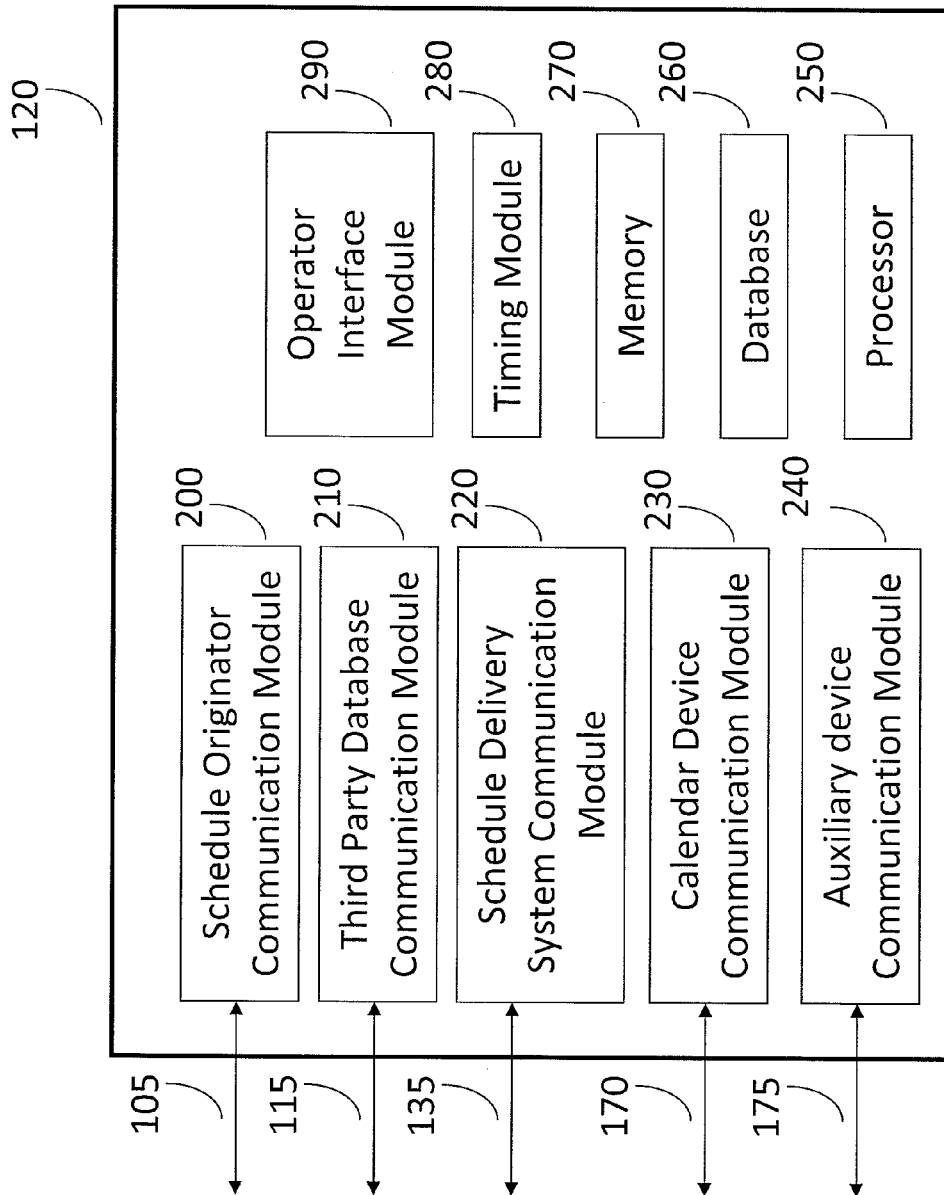 120
105
200
Schedule Originator
Communication Module
115
210
Third Party Database
Communication Module
135
220
Schedule Delivery
System Communication
Module
170
230
Calendar Device
Communication Module
175
240
Auxiliary device
Communication Module
290
Operator
Interface
Module
280
Timing Module
270
Memory
260
Database
250
Processor